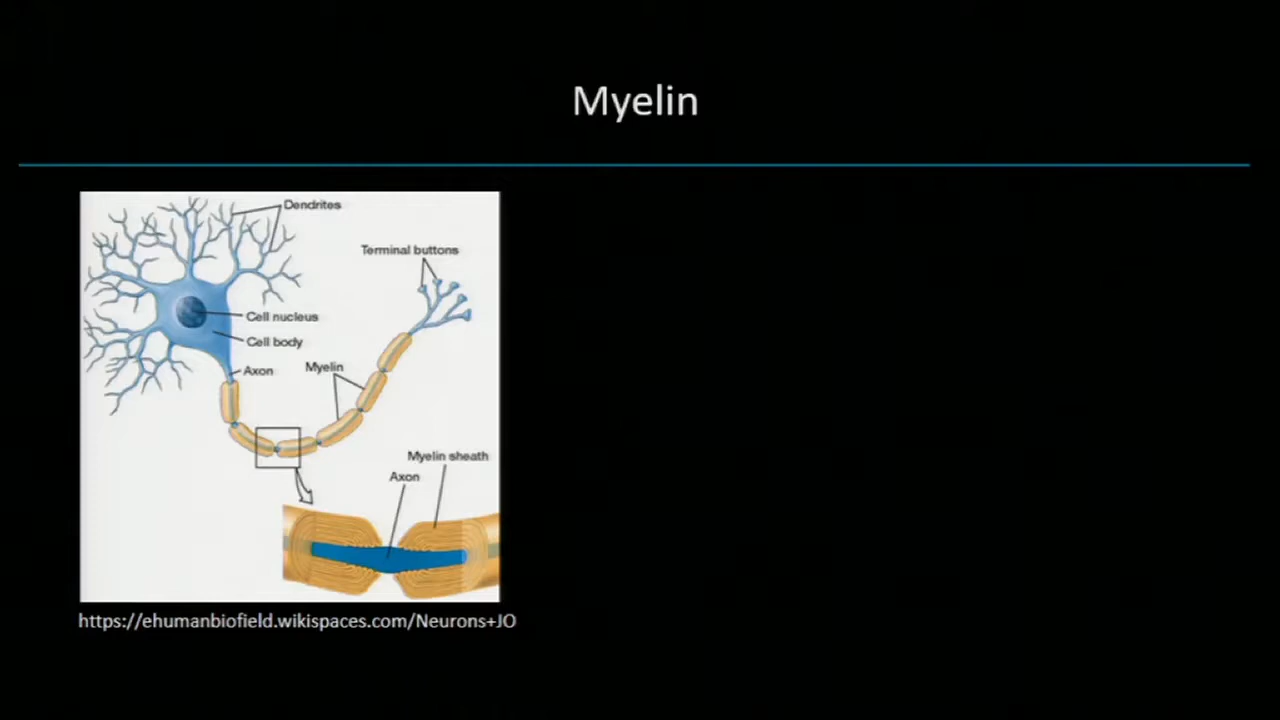 Myelin
Dendrites
Terminal buttons
Cell nucleus
Cell body
Axon
Myelin
Myelin sheath
Axon
https://ehumanbiofield.wikispaces.com/Neurons+JO